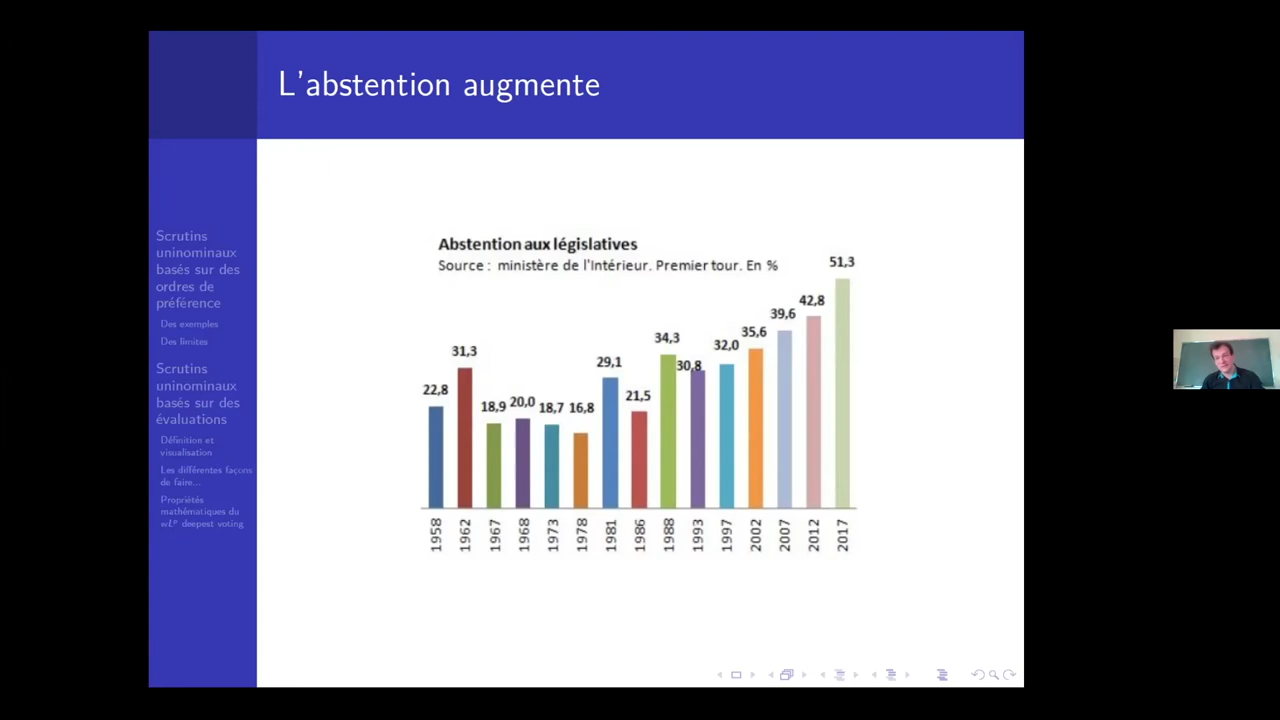 L'abstention augmente
Scrutins
uninominaux
basés sur des
ordres de
préférence
Des exemples
Des limites
Scrutins
uninominaux
basés sur des
évaluations
Définition et
visualisation
Les différentes façons
de faire...
Propriétés
mathématiques du
wLᵖ deepest voting
Abstention aux législatives
Source : ministère de l'Intérieur. Premier tour. En %
22,8 31,3 18,9 20,0 18,7 16,8 29,1 21,5 34,3 30,8 32,0 35,6 39,6 42,8 51,3
1958 1962 1967 1968 1973 1978 1981 1986 1988 1993 1997 2002 2007 2012 2017